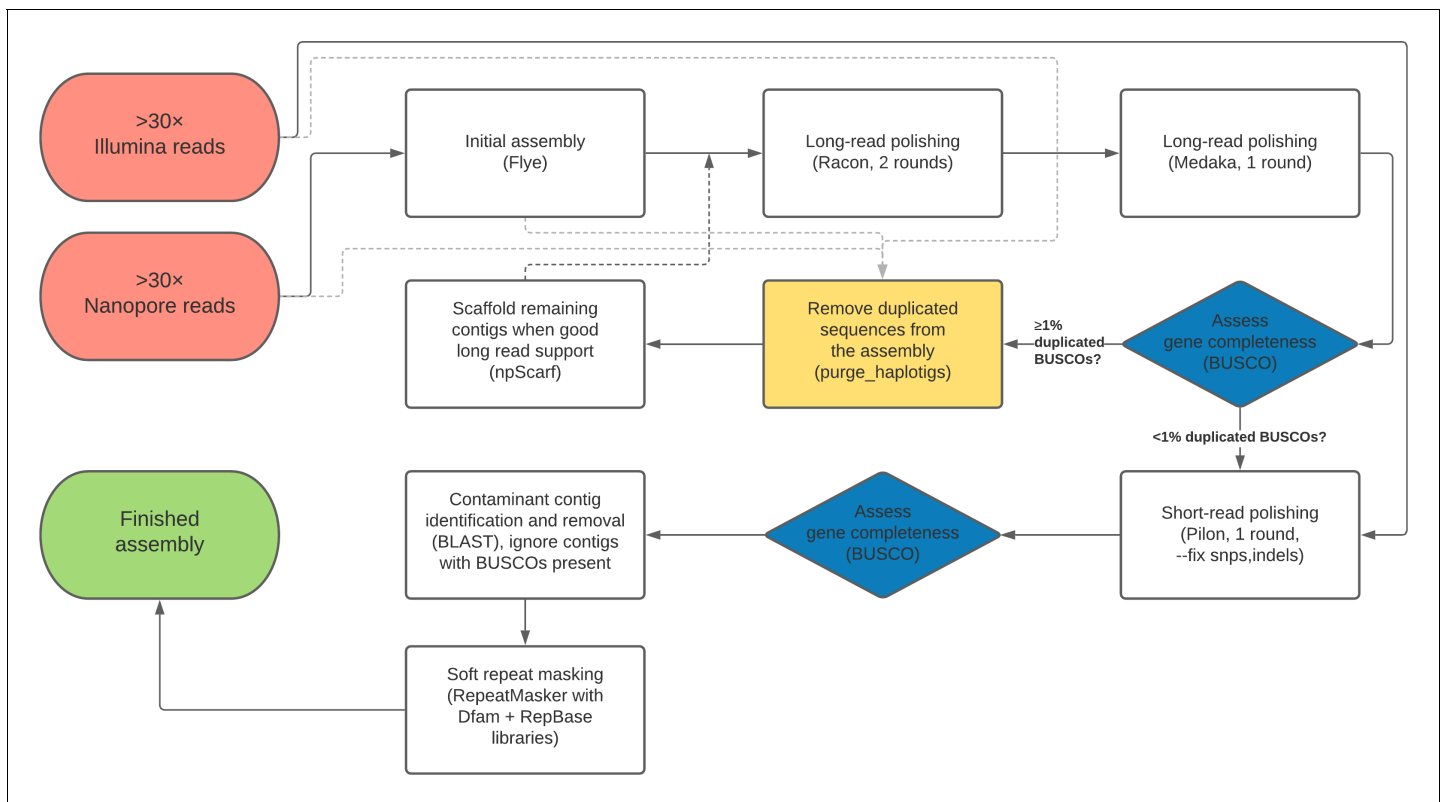 >30×
Illumina reads
Initial assembly
(Flye)
Long-read polishing
(Racon, 2 rounds)
Long-read polishing
(Medaka, 1 round)
>30×
Nanopore reads
Scaffold remaining
contigs when good
long read support
(npScarf)
Remove duplicated
sequences from
the assembly
(purge_haplotigs)
≥1%
duplicated
BUSCOs?
Assess
gene completeness
(BUSCO)
<1% duplicated BUSCOs?
Finished
assembly
Contaminant contig
identification and removal
(BLAST), ignore contigs
with BUSCOs present
Assess
gene completeness
(BUSCO)
Short-read polishing
(Pilon, 1 round,
--fix snps,indels)
Soft repeat masking
(RepeatMasker with
Dfam + RepBase
libraries)